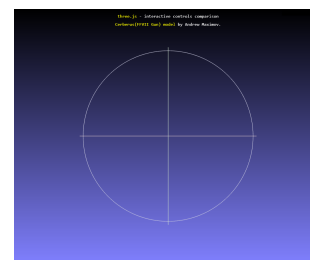 three.js - interactive controls comparison
Cerberus(FFVII Gun) model by Andrew Maximov.